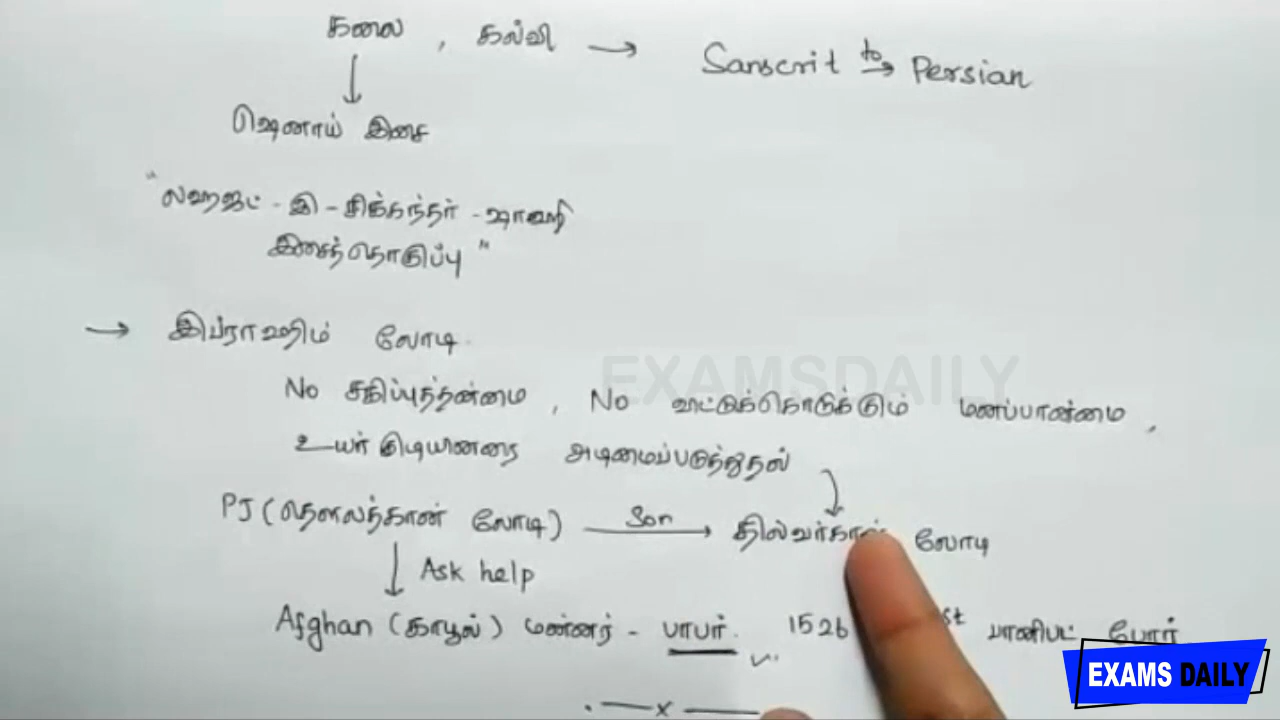 கலை , கல்வி → Sanscrit to → Persian
ஷெனாய் இசை
"லஹஜட் - இ - சிக்கந்தர் - ஷாஹி
இசைத்தொகுப்பு"
→ இப்ராஹிம் லோடி.
No சகிப்புத்தன்மை , No விட்டுக்கொடுக்கும் மனப்பான்மை ,
உயர் குடியினரை அடிமைப்படுத்துதல்
PJ (தௌலத்கான் லோடி) Son → தில்வர்கான் லோடி
Ask help
Afghan (காபூல்) மன்னர் - பாபர். 1526 st பானிபட் போர்
x
EXAMSDAILY
EXAMS DAILY